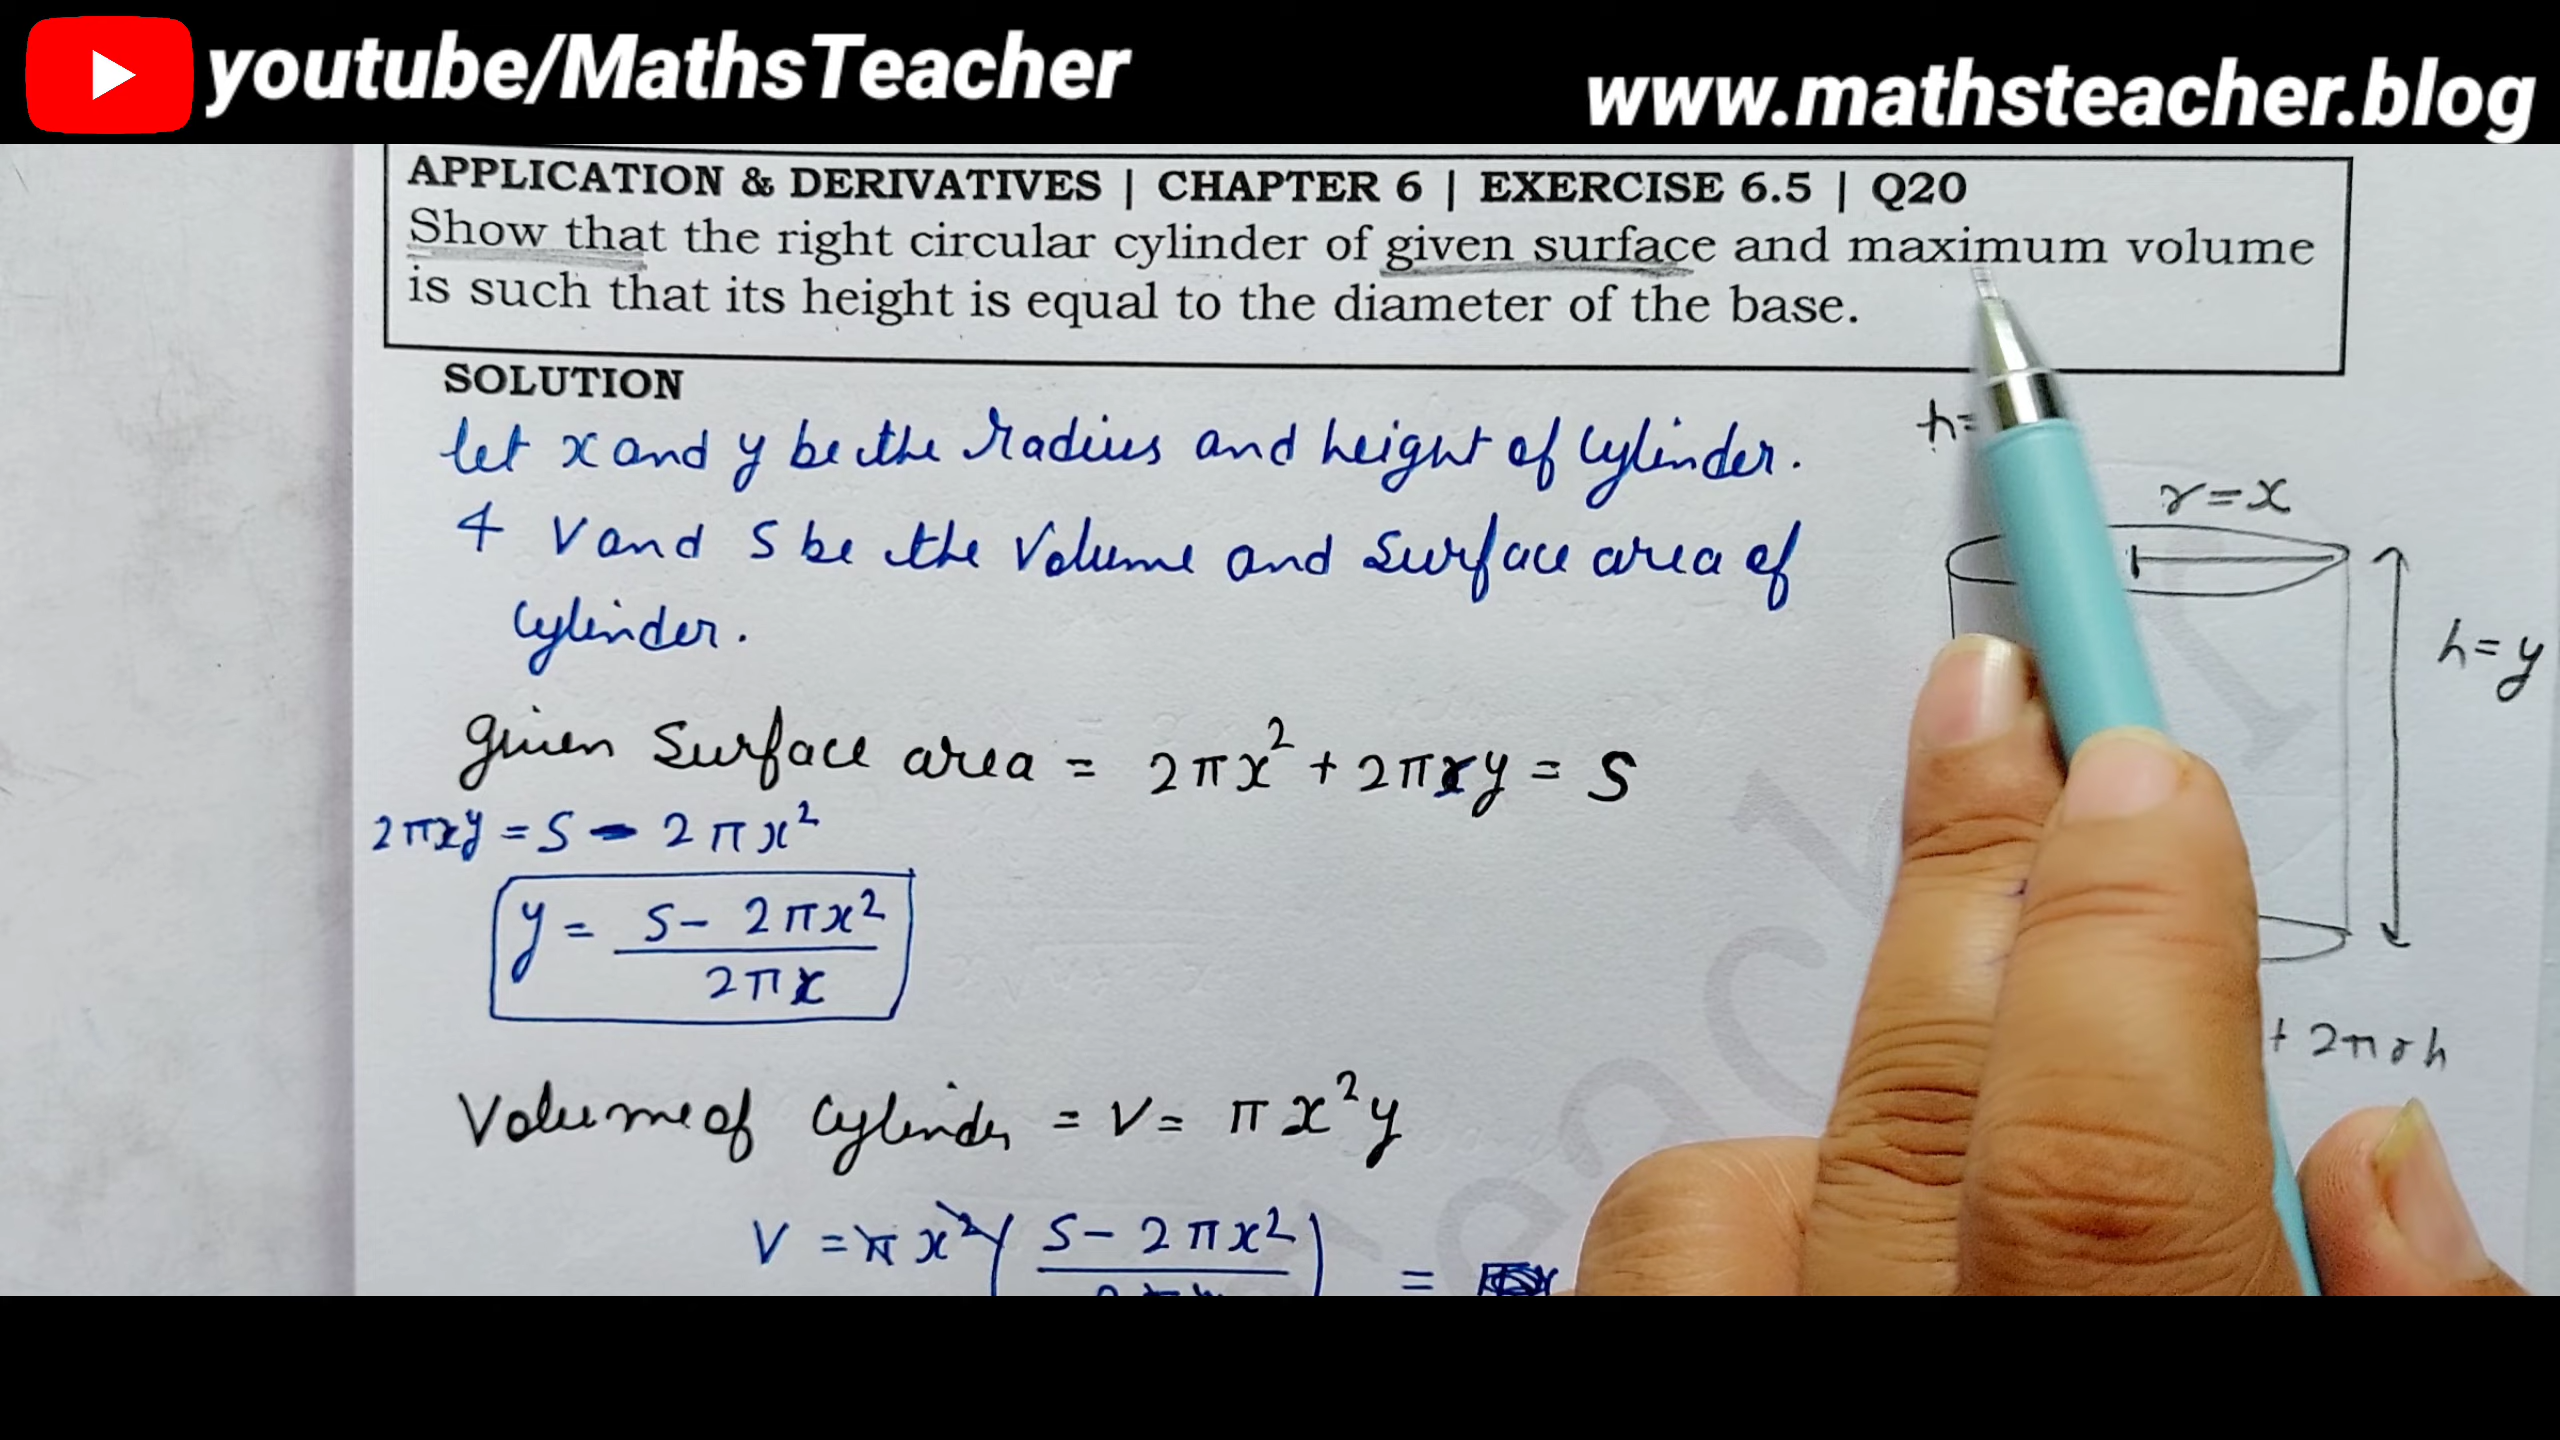 youtube/MathsTeacher
www.mathsteacher.blog
APPLICATION & DERIVATIVES | CHAPTER 6 | EXERCISE 6.5 | Q20
Show that the right circular cylinder of given surface and maximum volume
is such that its height is equal to the diameter of the base.
SOLUTION
let x and y be the radius and height of cylinder.
& V and S be the Volume and Surface area of
cylinder.
given Surface area = 2πx² + 2πxy = S
2πxy = S - 2πx²
y = \frac{S - 2πx²}{2πx}
Volume of cylinder = V = πx²y
V = πx² ( S - 2πx² ) =
h=
r = x
h = y
+ 2πrh